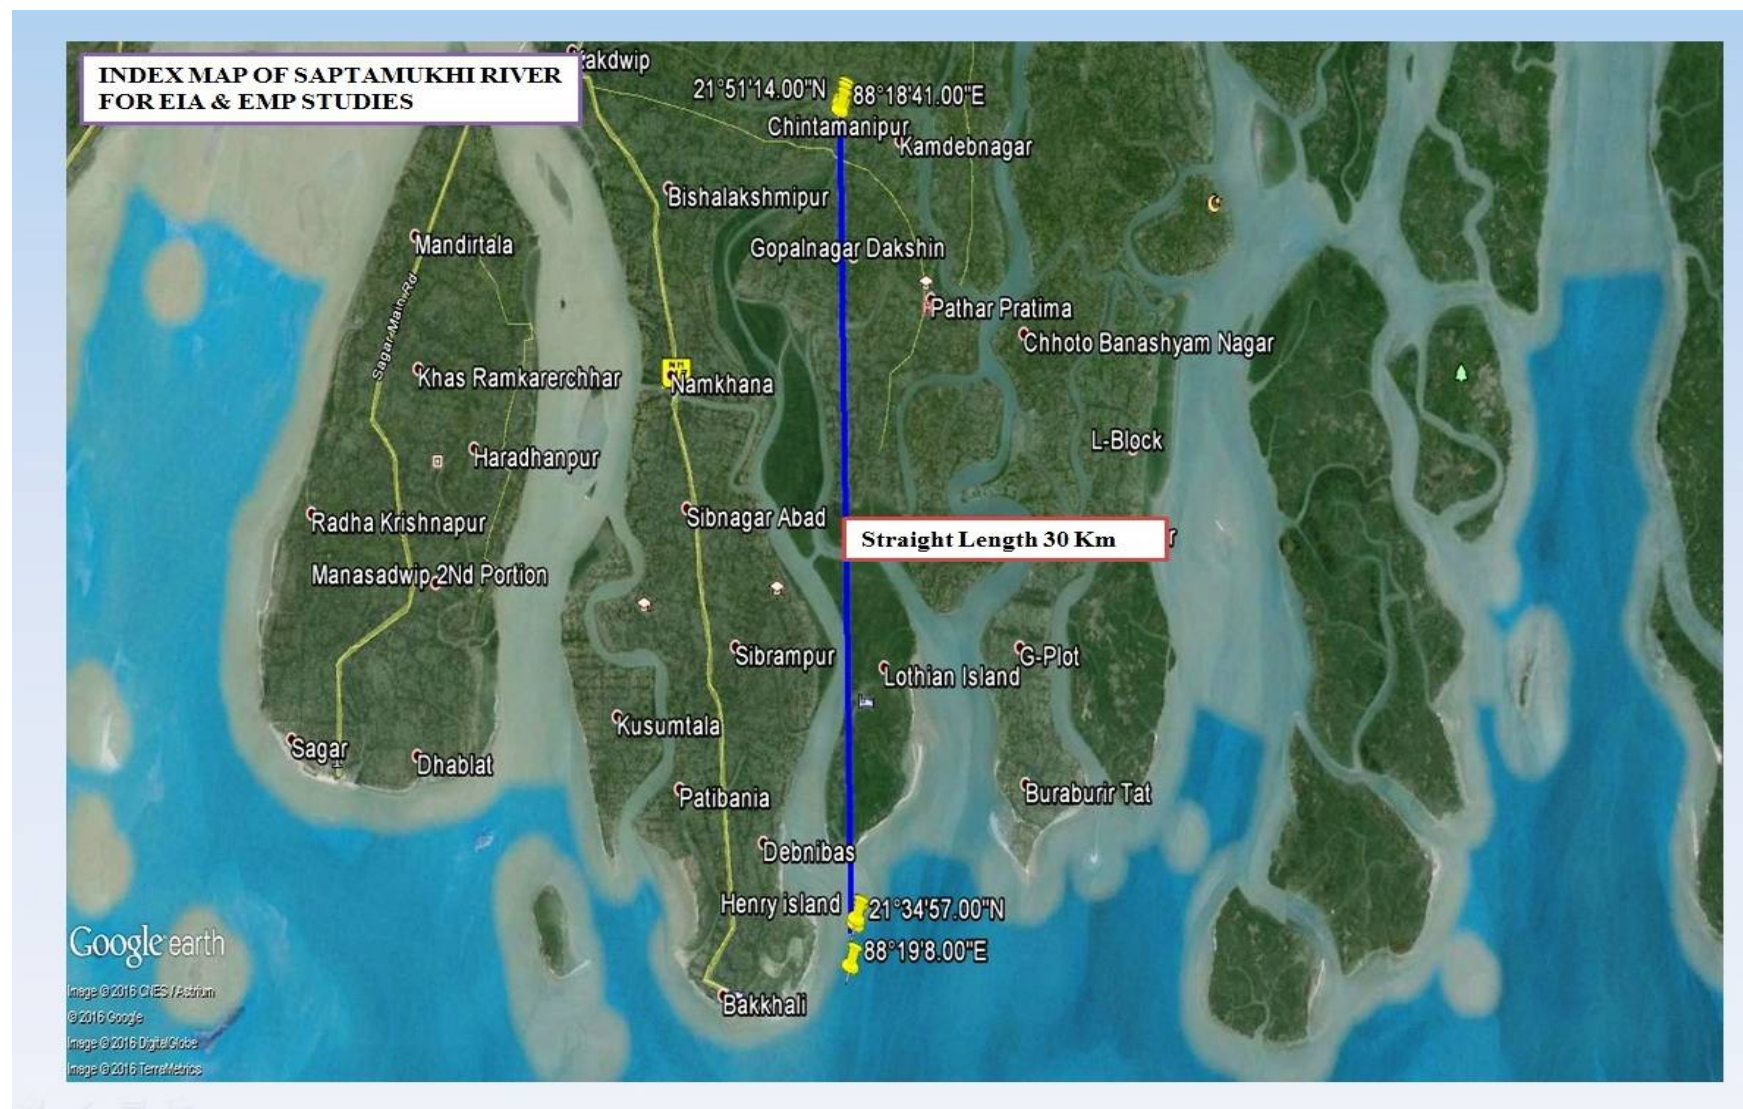 INDEX MAP OF SAPTAMUKHI RIVER
FOR EIA & EMP STUDIES
21°51'14.00"N
88°18'41.00"E
Chintamanipur
Kamdebnagar
Bishalakshmipur
Mandirtala
Gopalnagar Dakshin
Sagar Main Rd
Pathar Pratima
Chhoto Banashyam Nagar
Khas Ramkarerchhar
Namkhana
L-Block
Haradhanpur
Radha Krishnapur
Sibnagar Abad
Straight Length 30 Km
Manasadwip 2Nd Portion
Sibrampur
G-Plot
Lothian Island
Kusumtala
Sagar
Dhablat
Patibania
Buraburir Tat
Debnibas
Henry island
21°34'57.00"N
88°19'8.00"E
Bakkhali
Google earth
Image © 2016 CNES / Astrium
© 2016 Google
Image © 2016 DigitalGlobe
Image © 2016 TerraMetrics